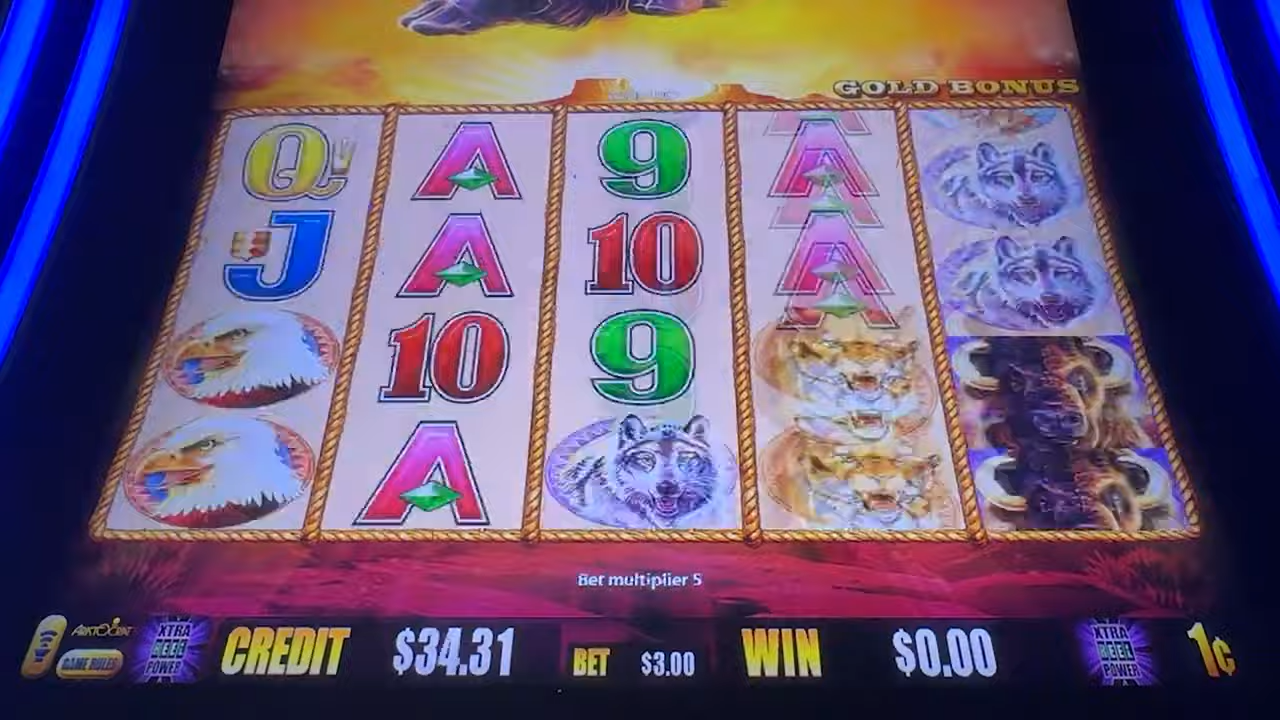 GOLD BONUS
Q A 9 A
J A 10 A
10 9
A
Bet multiplier 5
ARISTOCRAT
GAME RULES
XTRA
REEL
POWER
CREDIT $34.31 BET $3.00 WIN $0.00
XTRA
REEL
POWER
1¢